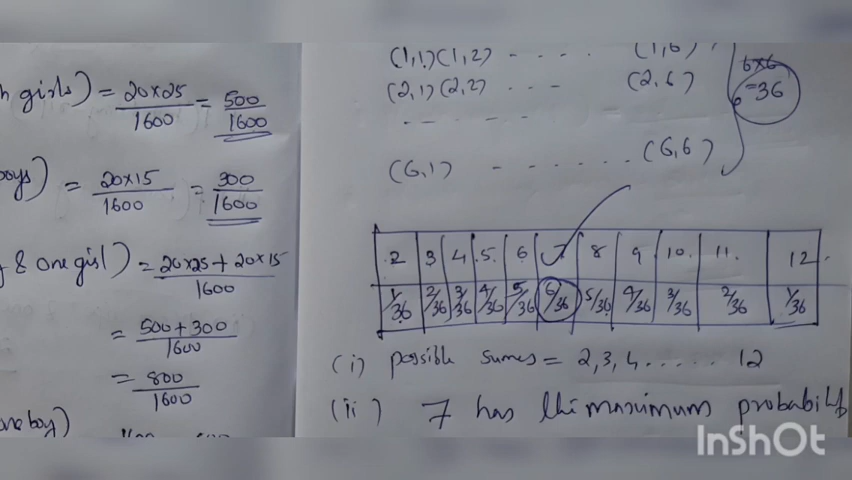 h girls) = 20×25/1600 = 500/1600
boys) = 20×15/1600 = 300/1600
& one girl) = 20×25 + 20×15/1600
= 500+300/1600
= 800/1600
one boy)
(1,1)(1,2) - - - - (1,6)
(2,1)(2,2) - - - (2,6)
- - - - - -
(6,1) - - - - - . . . . . . (6,6)
6×6
=36
2 3 4 5 6 7 8 9 10 11 12
1/36 2/36 3/36 4/36 5/36 6/36 5/36 4/36 3/36 2/36 1/36
(i) possible sumes = 2,3,4 ...... 12
(ii) 7 has the maximum probabilit
InShOt